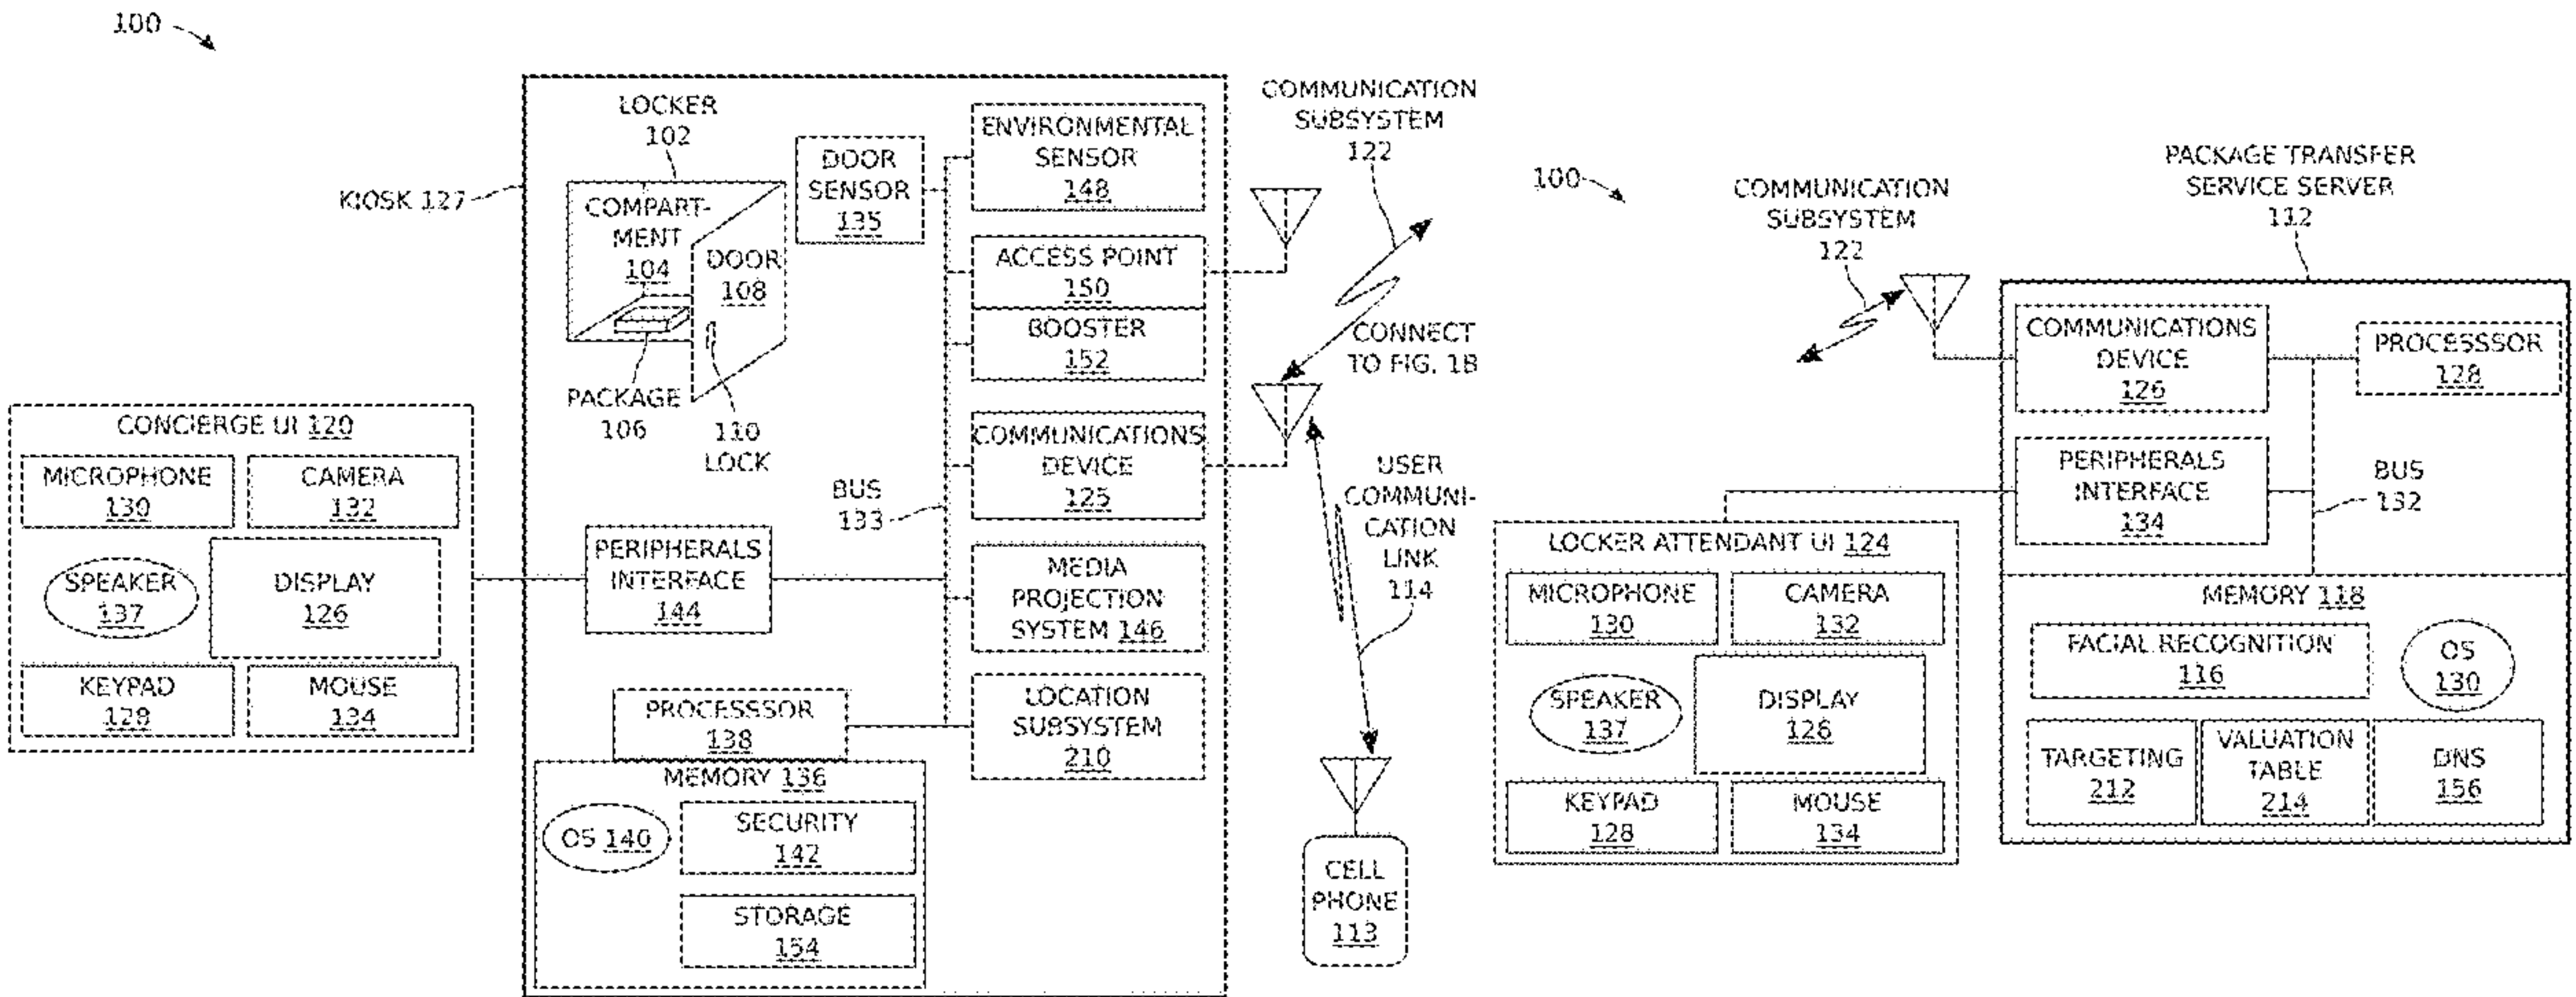 100
KIOSK 127
LOCKER
102
COMPART-
MENT
104
DOOR
108
PACKAGE
106
110
LOCK
DOOR
SENSOR
135
ENVIRONMENTAL
SENSOR
148
ACCESS POINT
150
BOOSTER
152
COMMUNICATIONS
DEVICE
125
BUS
133
PERIPHERALS
INTERFACE
144
MEDIA
PROJECTION
SYSTEM 146
PROCESSSOR
138
LOCATION
SUBSYSTEM
210
MEMORY 136
OS 140
SECURITY
142
STORAGE
154
CONCIERGE UI 120
MICROPHONE
130
CAMERA
132
SPEAKER
137
DISPLAY
126
KEYPAD
128
MOUSE
134
COMMUNICATION
SUBSYSTEM
122
CONNECT
TO FIG. 1B
USER
COMMUNI-
CATION
LINK
114
CELL
PHONE
113
100
COMMUNICATION
SUBSYSTEM
122
PACKAGE TRANSFER
SERVICE SERVER
112
COMMUNICATIONS
DEVICE
126
PROCESSSOR
128
PERIPHERALS
INTERFACE
134
BUS
132
LOCKER ATTENDANT UI 124
MICROPHONE
130
CAMERA
132
SPEAKER
137
DISPLAY
126
KEYPAD
128
MOUSE
134
MEMORY 118
FACIAL RECOGNITION
116
OS
130
TARGETING
212
VALUATION
TABLE
214
DNS
156